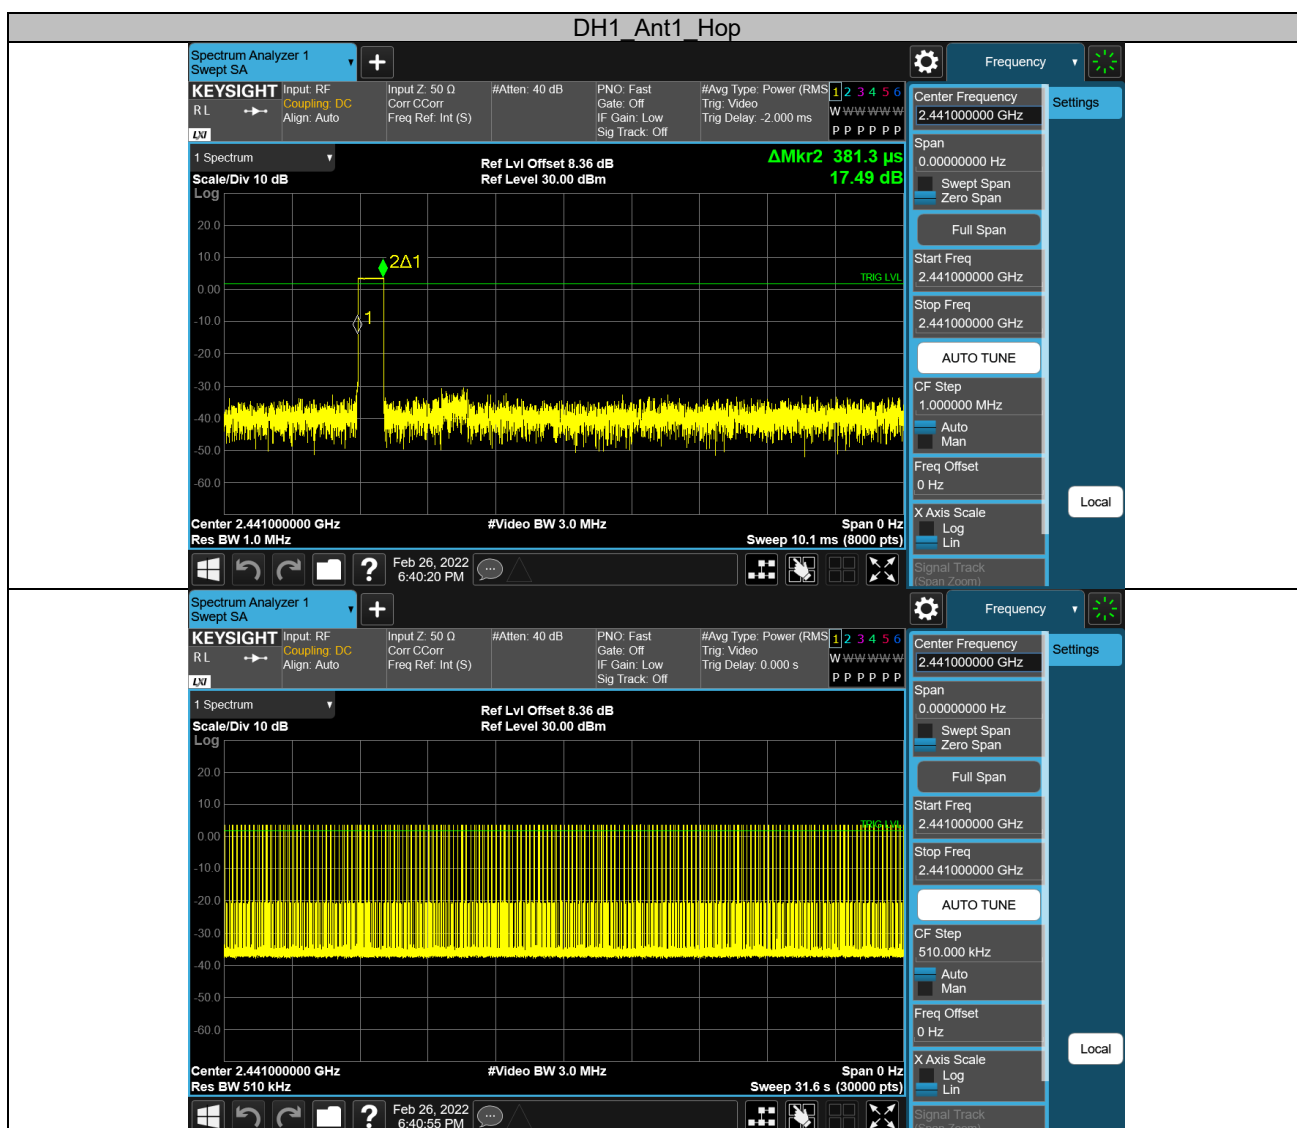 DH1_Ant1_Hop
Spectrum Analyzer 1
Swept SA
Frequency
KEYSIGHT
R L
LXI
Input: RF
Coupling: DC
Align: Auto
Input Z: 50 Ω
Corr CCorr
Freq Ref: Int (S)
#Atten: 40 dB
PNO: Fast
Gate: Off
IF Gain: Low
Sig Track: Off
#Avg Type: Power (RMS
Trig: Video
Trig Delay: -2.000 ms
1 2 3 4 5 6
W W W W W W
P P P P P P
1 Spectrum
Scale/Div 10 dB
Ref Lvl Offset 8.36 dB
Ref Level 30.00 dBm
ΔMkr2 381.3 µs
17.49 dB
Log
20.0
10.0
0.00
-10.0
-20.0
-30.0
-40.0
-50.0
-60.0
2Δ1
1
TRIG LVL
Center 2.441000000 GHz
Res BW 1.0 MHz
#Video BW 3.0 MHz
Span 0 Hz
Sweep 10.1 ms (8000 pts)
Feb 26, 2022
6:40:20 PM
Center Frequency
2.441000000 GHz
Settings
Span
0.00000000 Hz
Swept Span
Zero Span
Full Span
Start Freq
2.441000000 GHz
Stop Freq
2.441000000 GHz
AUTO TUNE
CF Step
1.000000 MHz
Auto
Man
Freq Offset
0 Hz
X Axis Scale
Log
Lin
Local
Signal Track
(Span Zoom)
Spectrum Analyzer 1
Swept SA
Frequency
KEYSIGHT
R L
LXI
Input: RF
Coupling: DC
Align: Auto
Input Z: 50 Ω
Corr CCorr
Freq Ref: Int (S)
#Atten: 40 dB
PNO: Fast
Gate: Off
IF Gain: Low
Sig Track: Off
#Avg Type: Power (RMS
Trig: Video
Trig Delay: 0.000 s
1 2 3 4 5 6
W W W W W W
P P P P P P
1 Spectrum
Scale/Div 10 dB
Ref Lvl Offset 8.36 dB
Ref Level 30.00 dBm
Log
20.0
10.0
0.00
-10.0
-20.0
-30.0
-40.0
-50.0
-60.0
TRIG LVL
Center 2.441000000 GHz
Res BW 510 kHz
#Video BW 3.0 MHz
Span 0 Hz
Sweep 31.6 s (30000 pts)
Feb 26, 2022
6:40:55 PM
Center Frequency
2.441000000 GHz
Settings
Span
0.00000000 Hz
Swept Span
Zero Span
Full Span
Start Freq
2.441000000 GHz
Stop Freq
2.441000000 GHz
AUTO TUNE
CF Step
510.000 kHz
Auto
Man
Freq Offset
0 Hz
X Axis Scale
Log
Lin
Local
Signal Track
(Span Zoom)